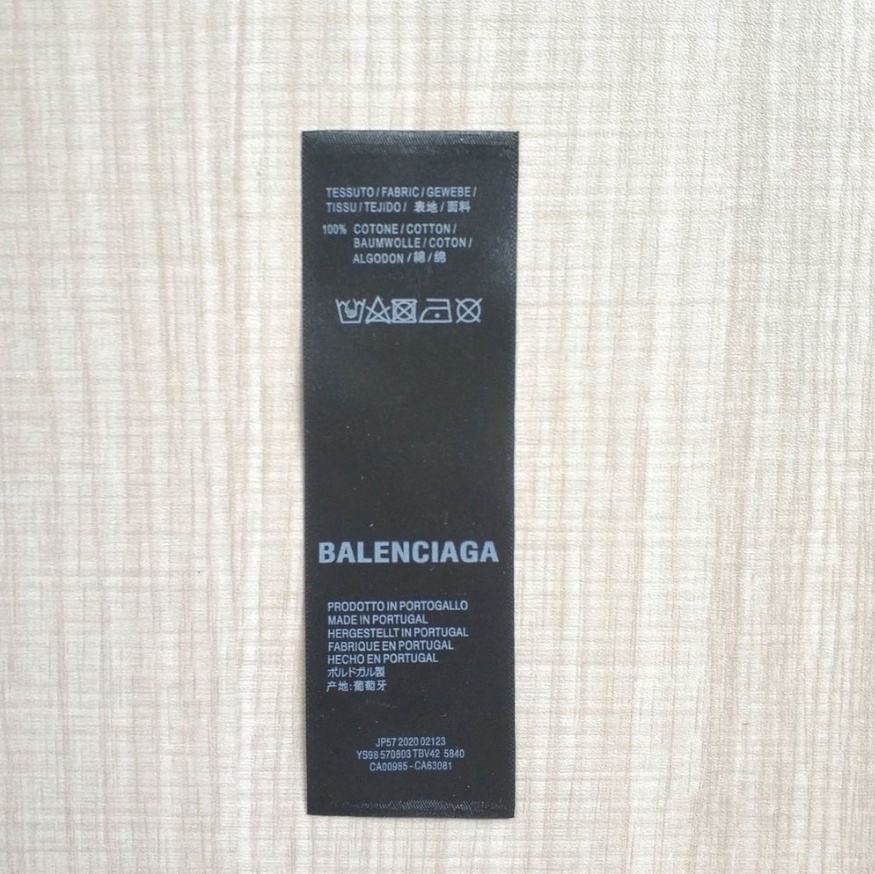 TESSUTO / FABRIC / GEWEBE /
TISSU / TEJIDO / 表地 / 面料
100% COTONE / COTTON /
BAUMWOLLE / COTON /
ALGODON / 綿 / 绵
BALENCIAGA
PRODOTTO IN PORTOGALLO
MADE IN PORTUGAL
HERGESTELLT IN PORTUGAL
FABRIQUE EN PORTUGAL
HECHO EN PORTUGAL
ポルトガル製
产地:葡萄牙
JP57 2020 02123
YS98 570803 TBV42 5840
CA00985 - CA63081